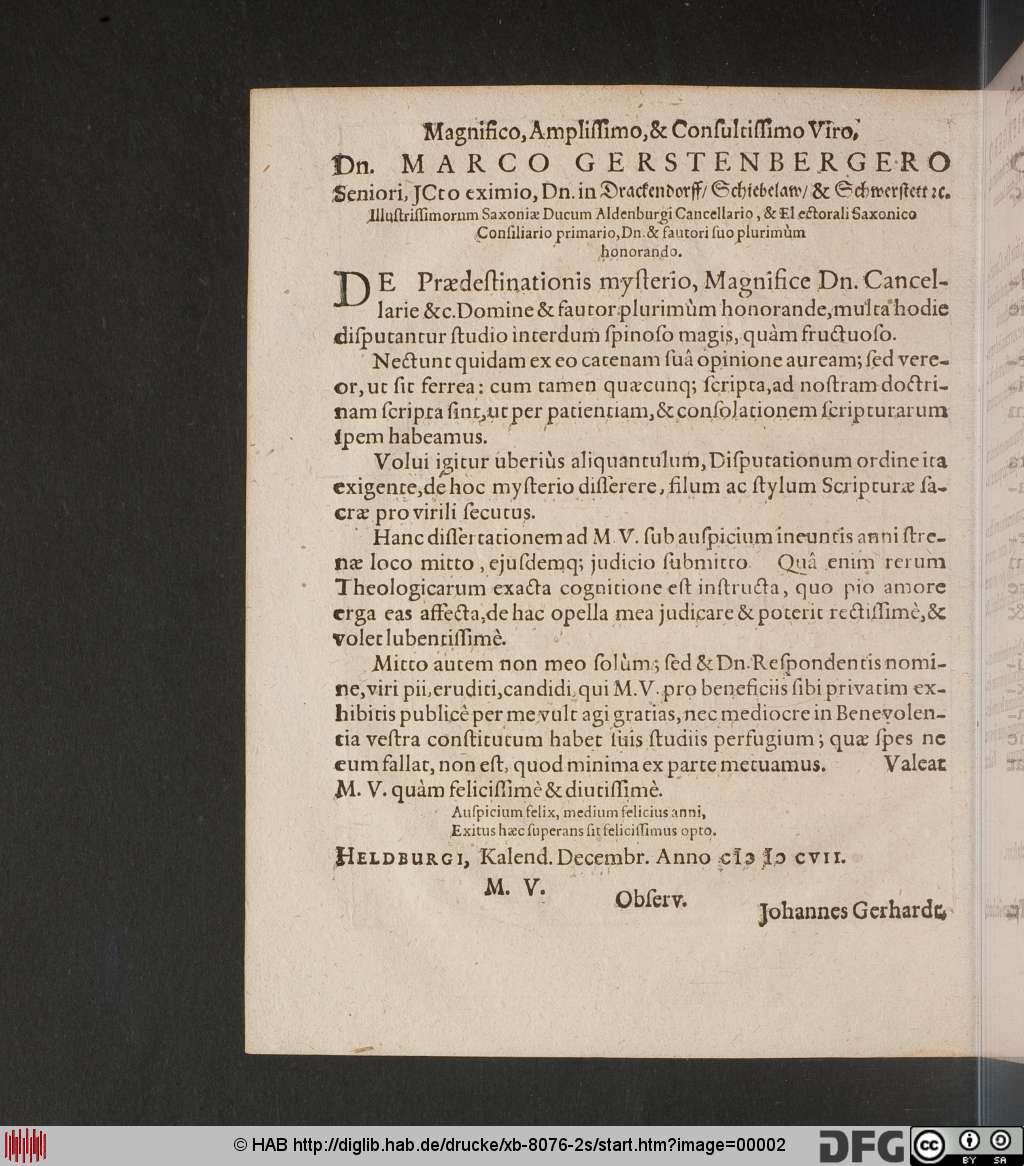 Magnifico, Ampliſſimo, & Conſultiſſimo Viro,
Dn. MARCO GERSTENBERGERO
Seniori, JCto eximio, Dn. in Drackendorff/ Schiebelaw/ & Schwerſtett ꝛc.
Illuſtriſſimorum Saxoniæ Ducum Aldenburgi Cancellario, & Electorali Saxonico
Conſiliario primario, Dn. & fautori ſuo plurimùm
honorando.
DE Prædeſtinationis myſterio, Magnifice Dn. Cancel-
larie &c. Domine & fautor plurimùm honorande, multa hodie
diſputantur ſtudio interdum ſpinoſo magis, quàm fructuoſo.
Nectunt quidam ex eo catenam ſuâ opinione auream; ſed vere-
or, ut ſit ferrea: cum tamen quæcunq; ſcripta, ad noſtram doctri-
nam ſcripta ſint, ut per patientiam, & conſolationem ſcripturarum
ſpem habeamus.
Volui igitur uberiùs aliquantulum, Diſputationum ordine ita
exigente, de hoc myſterio diſſerere, filum ac ſtylum Scripturæ ſa-
cræ pro virili ſecutus.
Hanc diſſertationem ad M. V. ſub auſpicium ineuntis anni ſtre-
næ loco mitto, ejuſdemq; judicio ſubmitto. Quâ enim rerum
Theologicarum exacta cognitione eſt inſtructa, quo pio amore
erga eas affecta, de hac opella mea judicare & poterit rectiſſimè, &
volet lubentiſſimè.
Mitto autem non meo ſolùm; ſed & Dn. Reſpondentis nomi-
ne, viri pii, eruditi, candidi, qui M. V. pro beneficiis ſibi privatim ex-
hibitis publicè per me vult agi gratias, nec mediocre in Benevolen-
tia veſtra conſtitutum habet ſuis ſtudiis perfugium; quæ ſpes ne
eum fallat, non eſt, quod minima ex parte metuamus. Valeat
M. V. quàm feliciſſimè & diutiſſimè.
Auſpicium felix, medium felicius anni,
Exitus hæc ſuperans ſit feliciſſimus opto.
HELDBURGI, Kalend. Decembr. Anno cIↄ Iↄ CVII.
M. V.
Obſerv.
Johannes Gerhardt.
© HAB http://diglib.hab.de/drucke/xb-8076-2s/start.htm?image=00002
DFG
cc BY SA